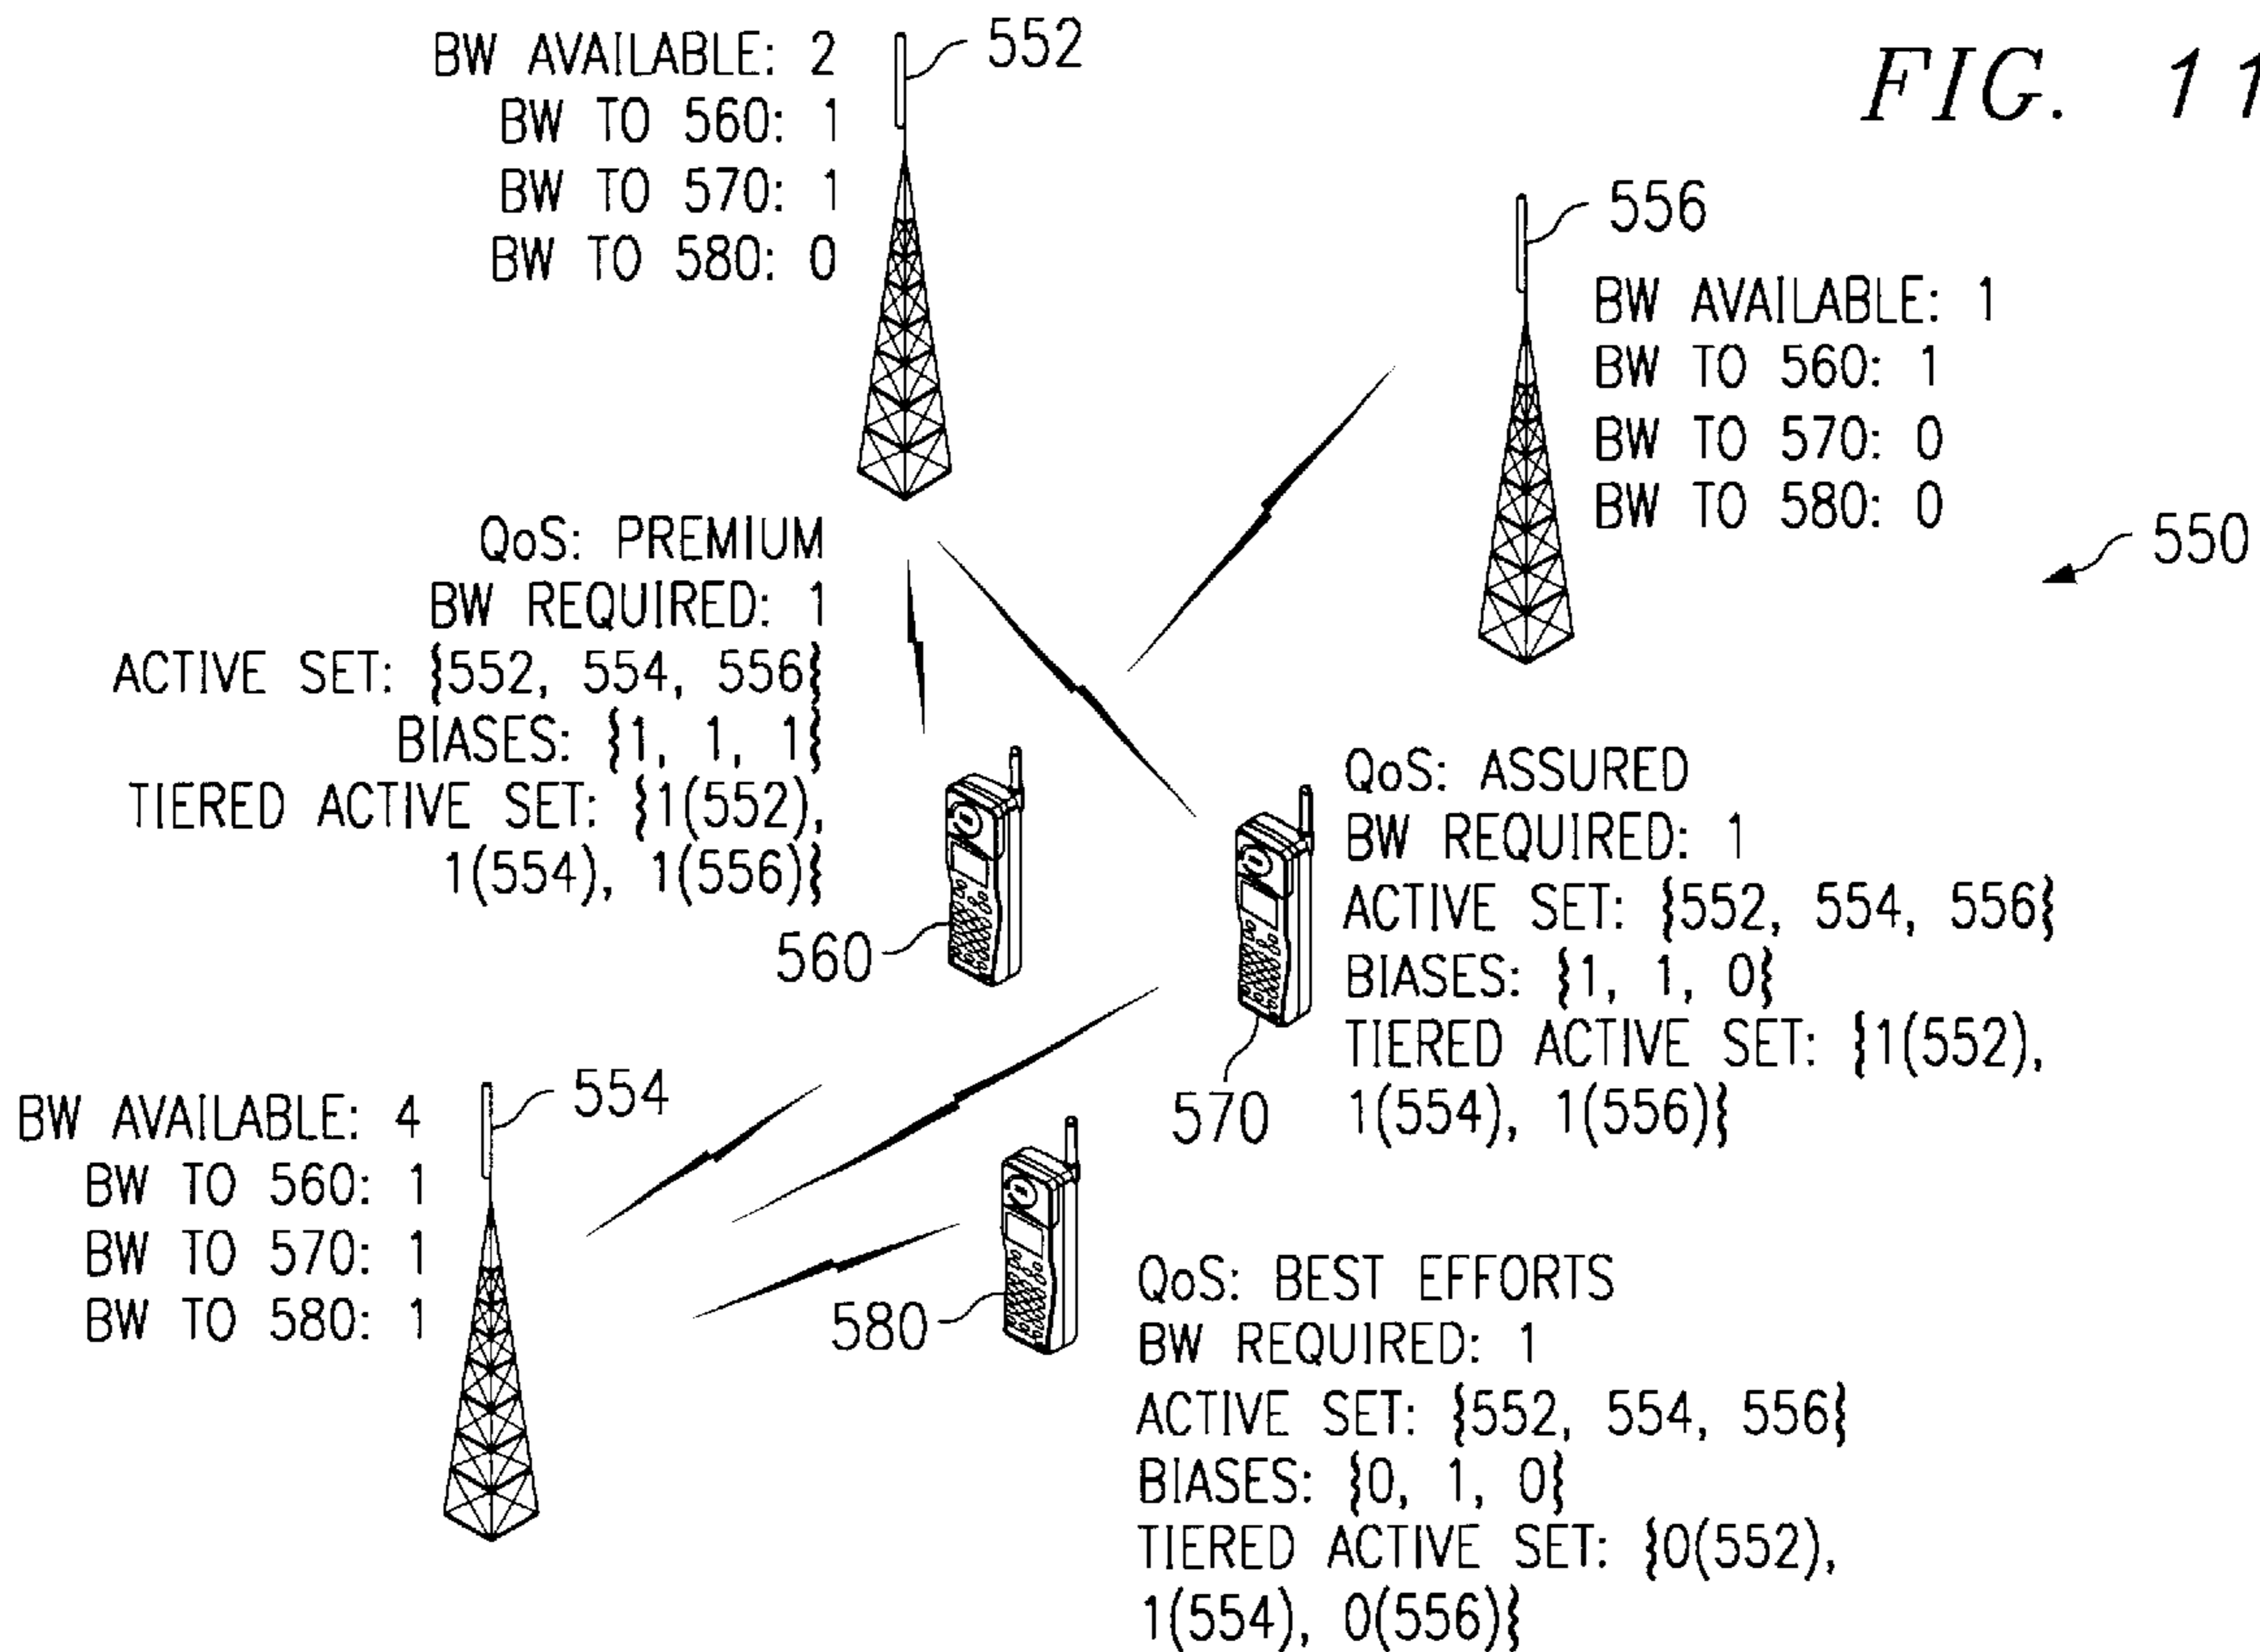 FIG. 11
BW AVAILABLE: 2
BW TO 560: 1
BW TO 570: 1
BW TO 580: 0
552
556
BW AVAILABLE: 1
BW TO 560: 1
BW TO 570: 0
BW TO 580: 0
550
QoS: PREMIUM
BW REQUIRED: 1
ACTIVE SET: {552, 554, 556}
BIASES: {1, 1, 1}
TIERED ACTIVE SET: {1(552),
1(554), 1(556)}
560
QoS: ASSURED
BW REQUIRED: 1
ACTIVE SET: {552, 554, 556}
BIASES: {1, 1, 0}
TIERED ACTIVE SET: {1(552),
1(554), 1(556)}
570
554
BW AVAILABLE: 4
BW TO 560: 1
BW TO 570: 1
BW TO 580: 1
580
QoS: BEST EFFORTS
BW REQUIRED: 1
ACTIVE SET: {552, 554, 556}
BIASES: {0, 1, 0}
TIERED ACTIVE SET: {0(552),
1(554), 0(556)}